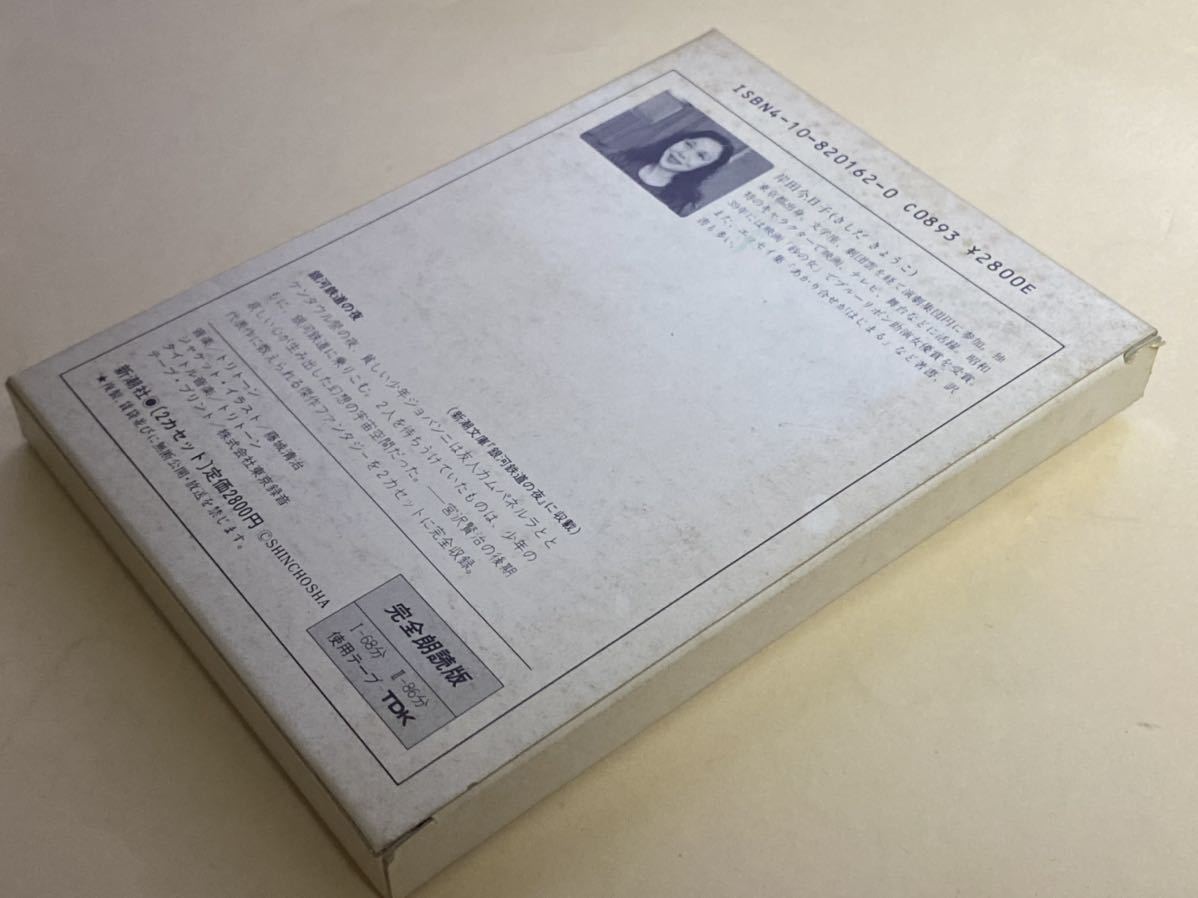 ISBN4-10-820162-0 C0893 ¥2800E
岸田今日子(きしだ きょうこ)
東京都出身。文学座、劇団雲を経て演劇集団円に参加。独
特のキャラクターで映画、テレビ、舞台などに活躍。昭和
39年には映画「砂の女」でブルーリボン助演女優賞を受賞。
また、エッセイ集「あかり合せがはじまる」など著書、訳
書も多い。
銀河鉄道の夜
(新潮文庫『銀河鉄道の夜』に収載)
ケンタウル祭の夜、貧しい少年ジョバンニは友人カムパネルラとと
もに、銀河鉄道に乗りこむ。2人を待ちうけていたものは、少年の
哀しい心が生み出した幻想の宇宙空間だった。——宮沢賢治の後期
代表作に数えられる傑作ファンタジーを2カセットに完全収録。
音楽／トリトーン
ジャケット・イラスト／藤城清治
タイトル音楽／トリトーン
テープ・プリント／株式会社東京録音
新潮社●(2カセット)定価2800円 ©SHINCHOSHA
★複製、賃貸並びに無断公開・放送を禁じます。
完全朗読版
I-68分 II-86分
使用テープ TDK